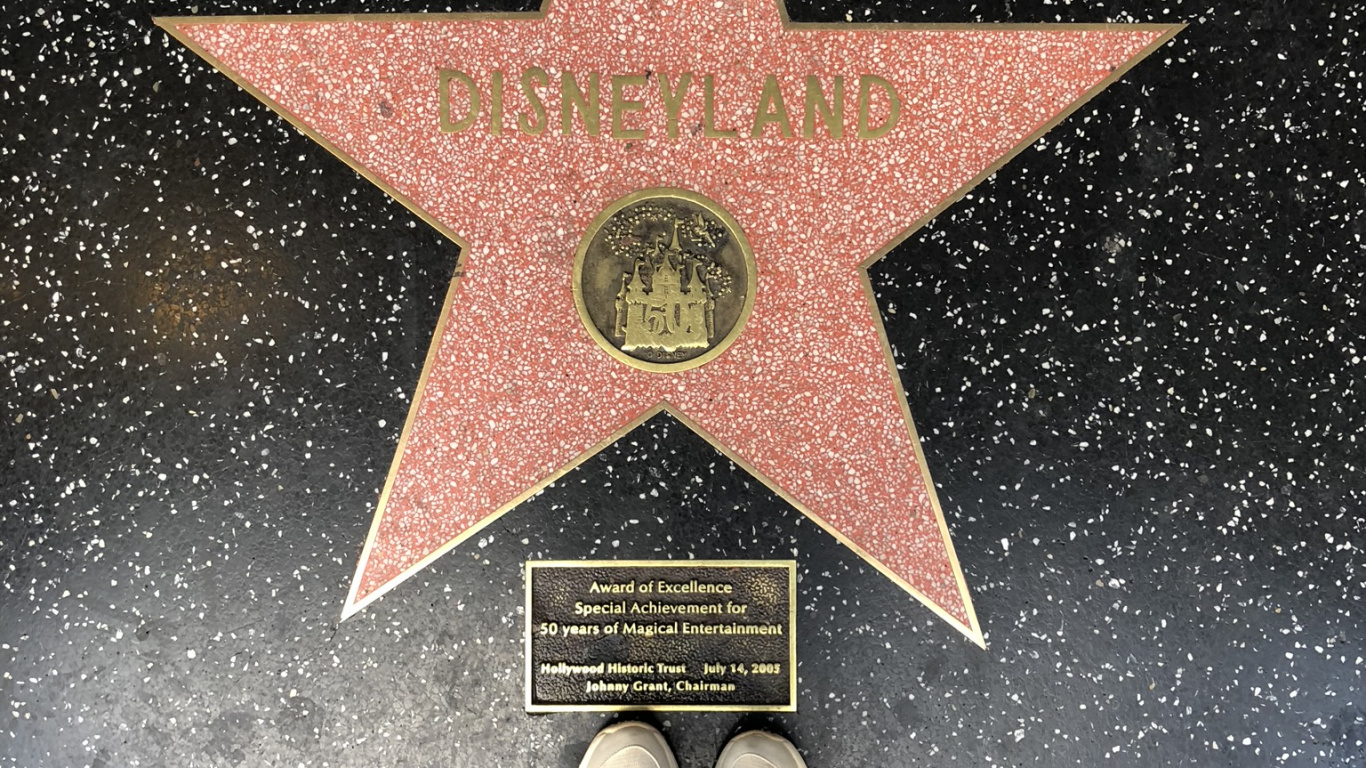 DISNEYLAND
50
© DISNEY
Award of Excellence
Special Achievement for
50 years of Magical Entertainment
Hollywood Historic Trust July 14, 2005
Johnny Grant, Chairman